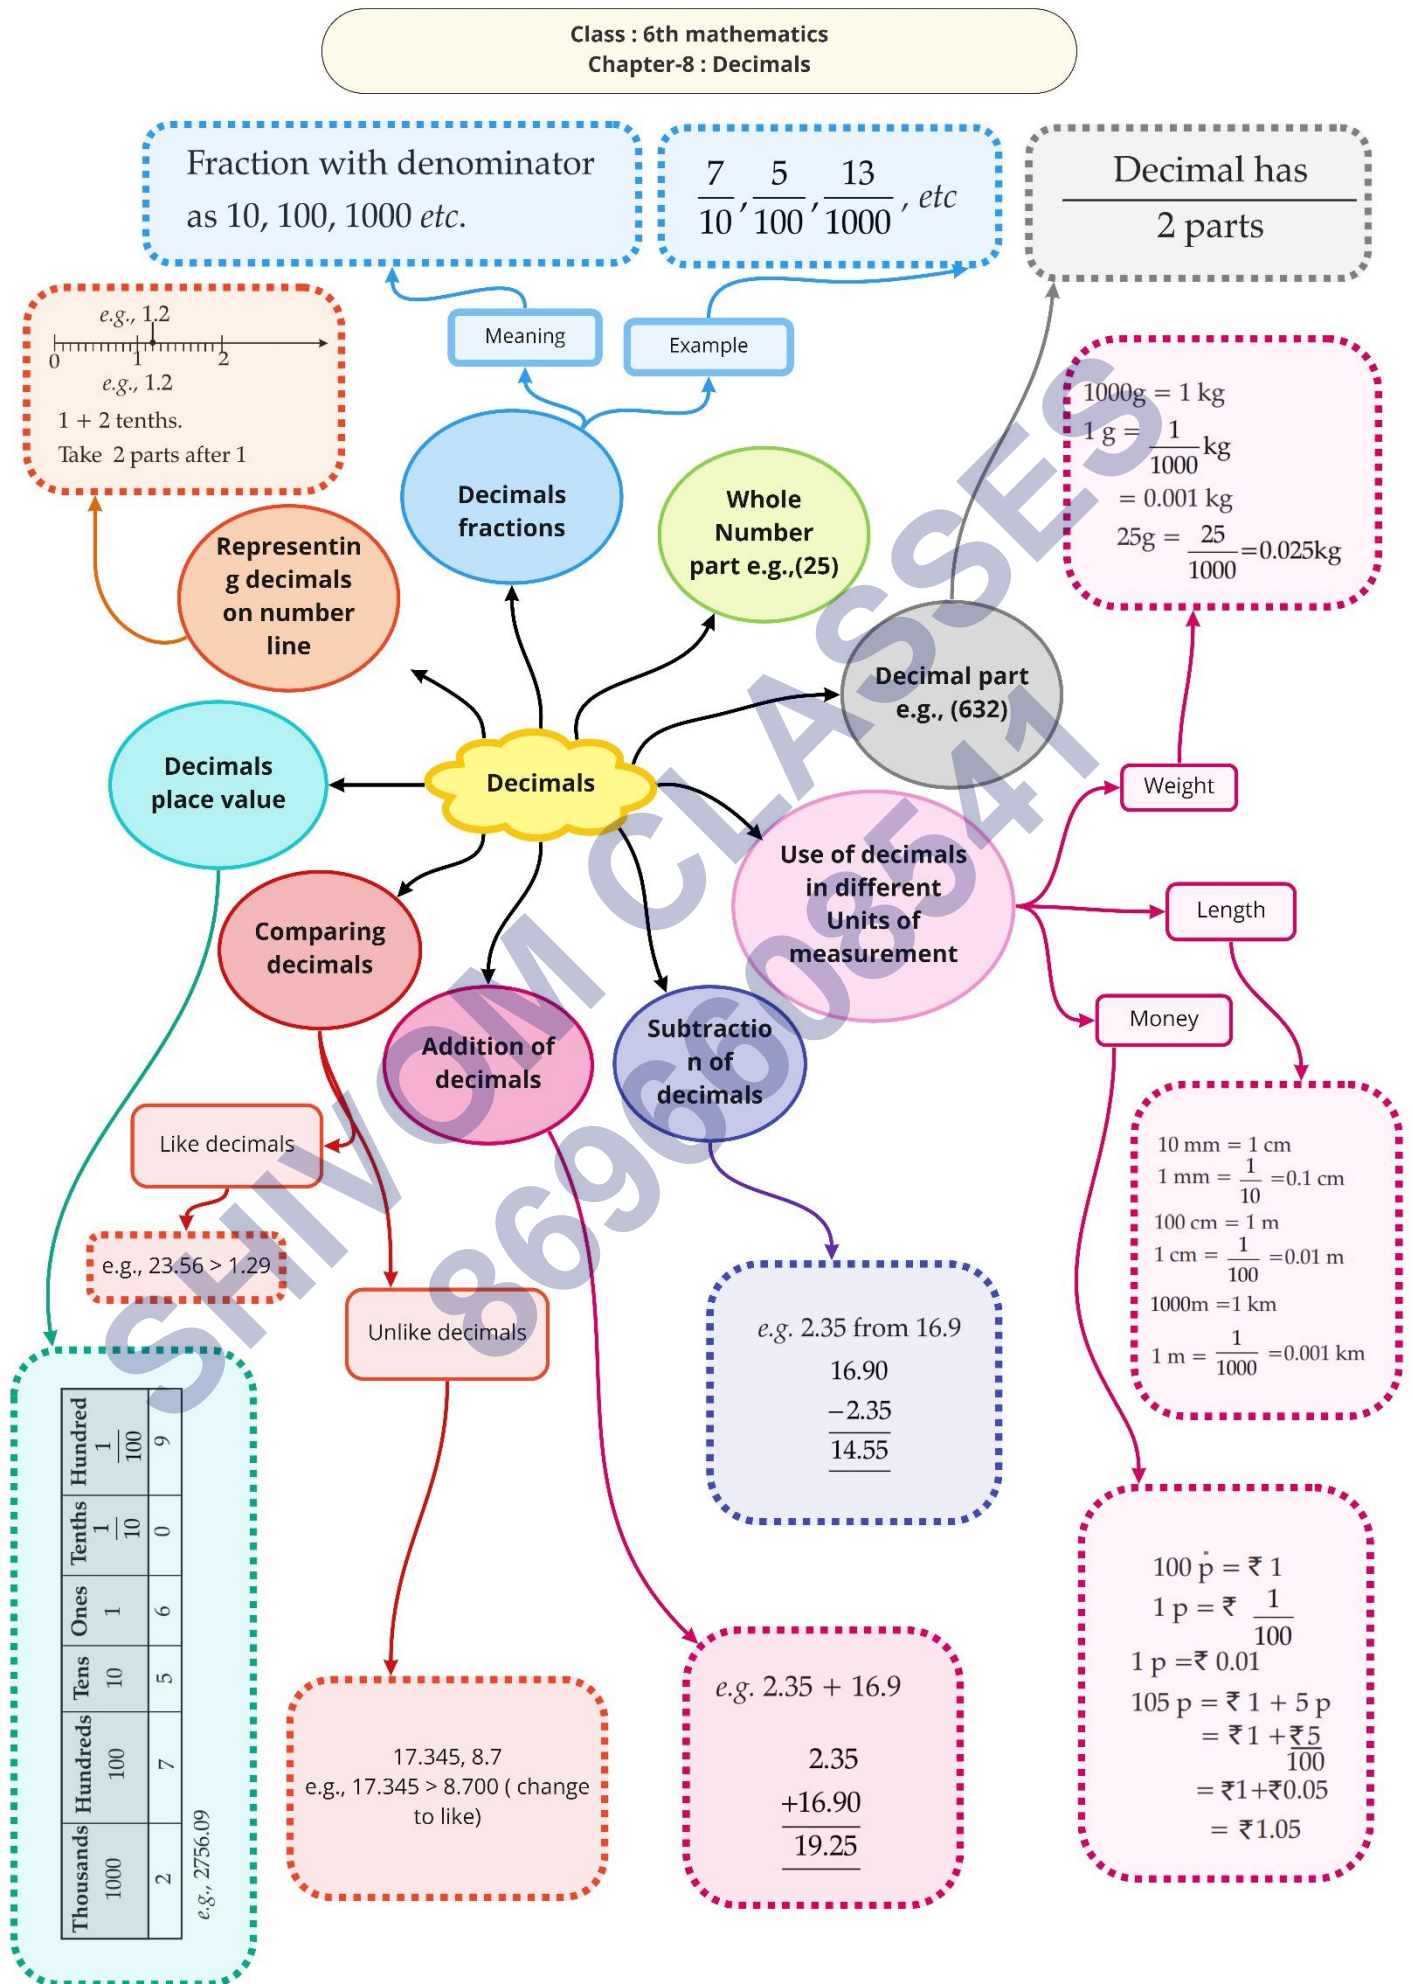 Class : 6th mathematics
Chapter-8 : Decimals
Fraction with denominator
as 10, 100, 1000 etc.
7/10, 5/100, 13/1000, etc
Decimal has
2 parts
Meaning
Example
e.g., 1.2
0 1 2
e.g., 1.2
1 + 2 tenths.
Take 2 parts after 1
1000g = 1 kg
1 g = 1/1000 kg
= 0.001 kg
25g = 25/1000 =0.025kg
Decimals
fractions
Whole
Number
part e.g.,(25)
Representin
g decimals
on number
line
Decimal part
e.g., (632)
Decimals
place value
Decimals
Weight
Use of decimals
in different
Units of
measurement
Length
Money
Comparing
decimals
Addition of
decimals
Subtractio
n of
decimals
Like decimals
e.g., 23.56 > 1.29
Unlike decimals
10 mm = 1 cm
1 mm = 1/10 =0.1 cm
100 cm = 1 m
1 cm = 1/100 =0.01 m
1000m =1 km
1 m = 1/1000 =0.001 km
e.g. 2.35 from 16.9
16.90
−2.35
14.55
Thousands Hundreds Tens Ones Tenths Hundred
1000 100 10 1 1/10 1/100
2 7 5 6 0 9
e.g., 2756.09
17.345, 8.7
e.g., 17.345 > 8.700 ( change
to like)
e.g. 2.35 + 16.9
2.35
+16.90
19.25
100 p = ₹ 1
1 p = ₹ 1/100
1 p =₹ 0.01
105 p = ₹ 1 + 5 p
= ₹1 +₹5/100
= ₹1+₹0.05
= ₹1.05
SHIVOM CLASSES
8696608541